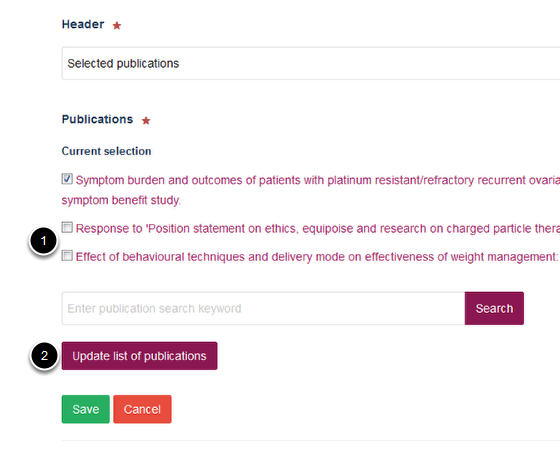 Header ★
Selected publications
Publications ★
Current selection
Symptom burden and outcomes of patients with platinum resistant/refractory recurrent ovaria
symptom benefit study.
1
Response to 'Position statement on ethics, equipoise and research on charged particle thera
Effect of behavioural techniques and delivery mode on effectiveness of weight management:
Enter publication search keyword Search
2 Update list of publications
Save Cancel